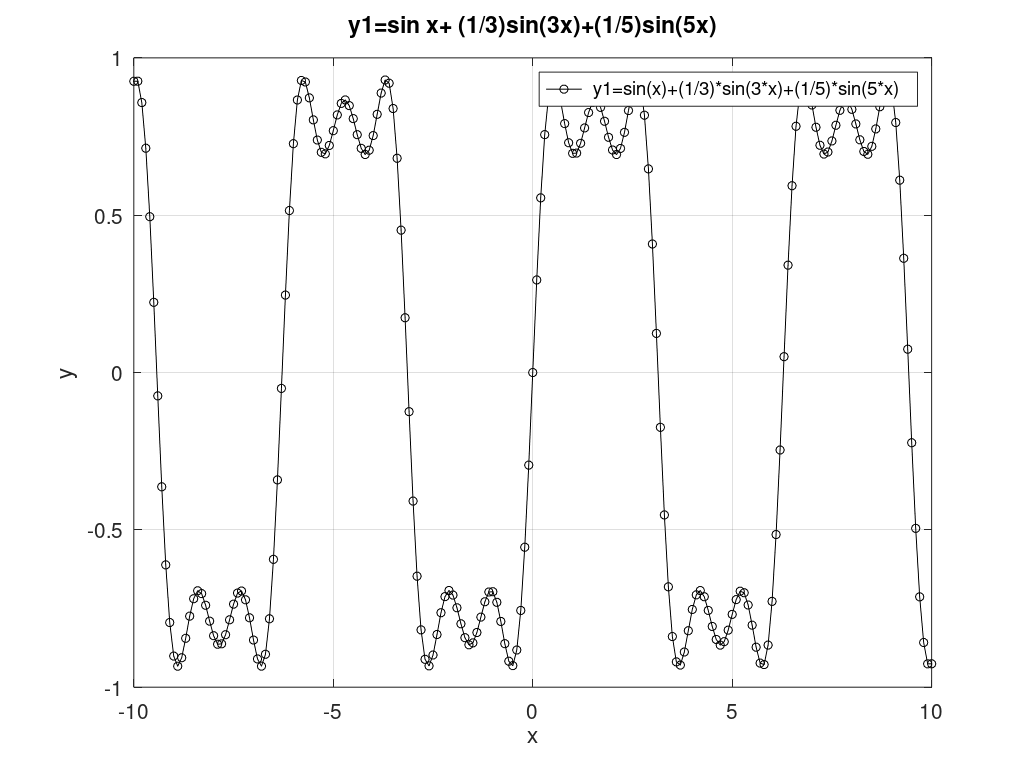 y1=sin x+ (1/3)sin(3x)+(1/5)sin(5x)
y1=sin(x)+(1/3)*sin(3*x)+(1/5)*sin(5*x)
1
0.5
0
-0.5
-1
y
-10 -5 0 5 10
x